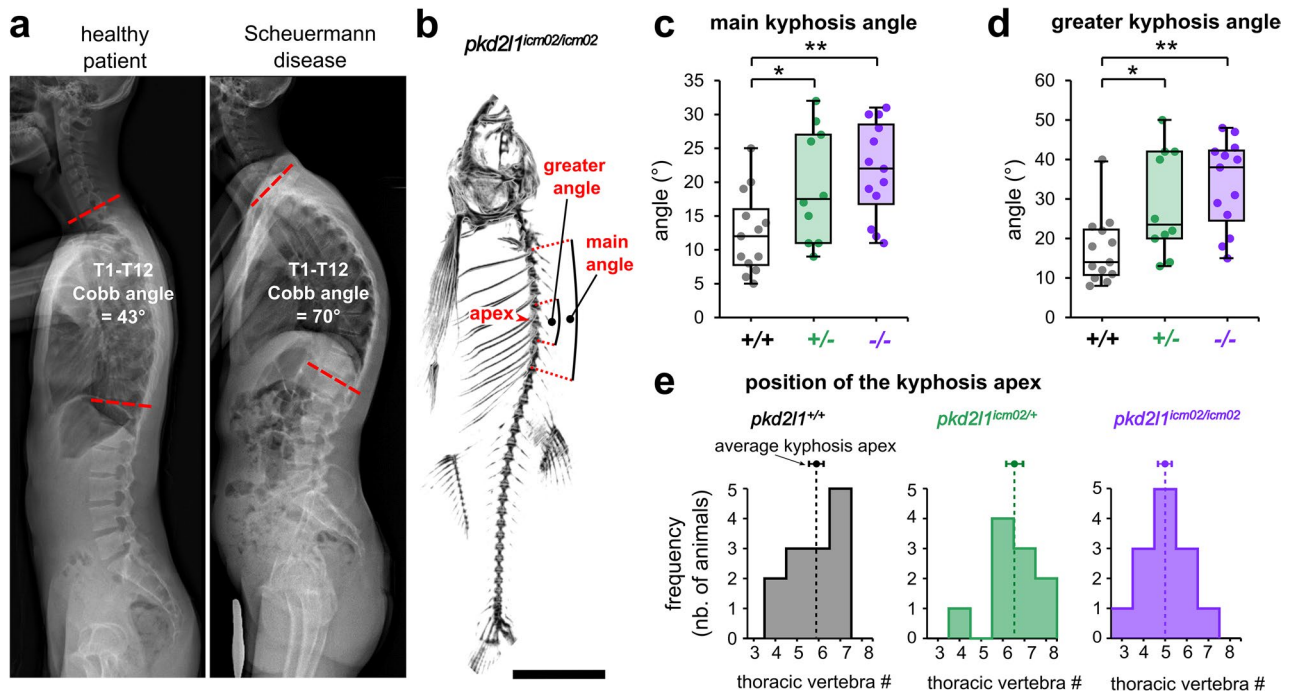 a
healthy
patient
Scheuermann
disease
T1-T12
Cobb angle
= 43°
T1-T12
Cobb angle
= 70°
b
pkd2l1icm02/icm02
greater
angle
main
angle
apex
c
main kyphosis angle
**
*
angle (°)
35
30
25
20
15
10
5
0
+/+
+/-
-/-
d
greater kyphosis angle
**
*
angle (°)
60
50
40
30
20
10
0
+/+
+/-
-/-
e
position of the kyphosis apex
pkd2l1+/+
pkd2l1icm02/+
pkd2l1icm02/icm02
average kyphosis apex
frequency
(nb. of animals)
5
4
3
2
1
0
3 4 5 6 7 8
thoracic vertebra #
5
4
3
2
1
0
3 4 5 6 7 8
thoracic vertebra #
5
4
3
2
1
0
3 4 5 6 7 8
thoracic vertebra #